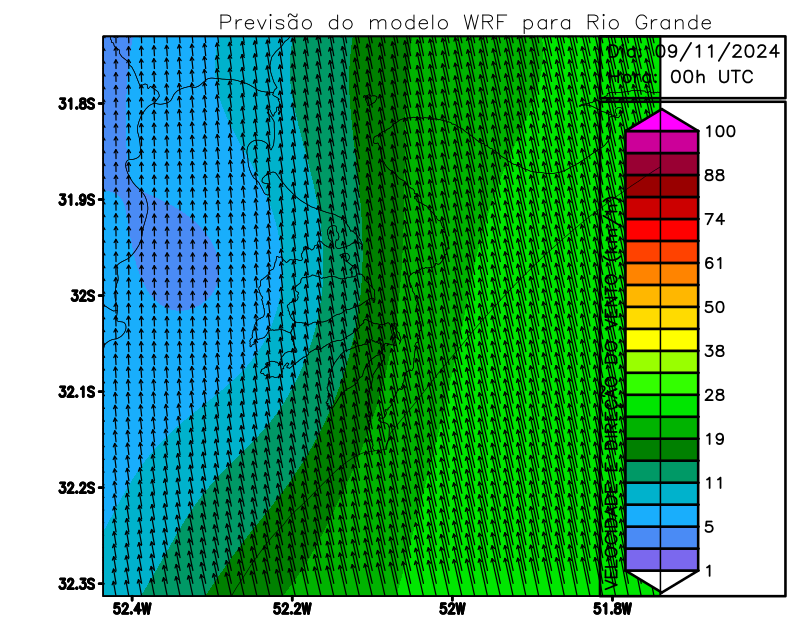 Previsão do modelo WRF para Rio Grande
Dia: 09/11/2024
Hora: 00h UTC
VELOCIDADE E DIREÇÃO DO VENTO (km/h)
100
88
74
61
50
38
28
19
11
5
1
31.8S
31.9S
32S
32.1S
32.2S
32.3S
52.4W 52.2W 52W 51.8W